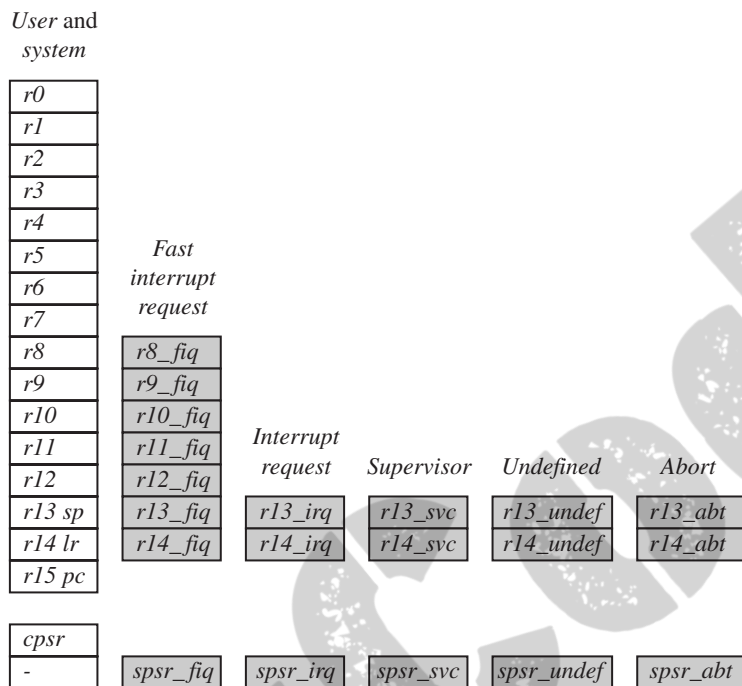 User and
system
r0
r1
r2
r3
r4
r5
r6
r7
r8
r9
r10
r11
r12
r13 sp
r14 lr
r15 pc
cpsr
-
Fast
interrupt
request
r8_fiq
r9_fiq
r10_fiq
r11_fiq
r12_fiq
r13_fiq
r14_fiq
spsr_fiq
Interrupt
request
r13_irq
r14_irq
spsr_irq
Supervisor
r13_svc
r14_svc
spsr_svc
Undefined
r13_undef
r14_undef
spsr_undef
Abort
r13_abt
r14_abt
spsr_abt